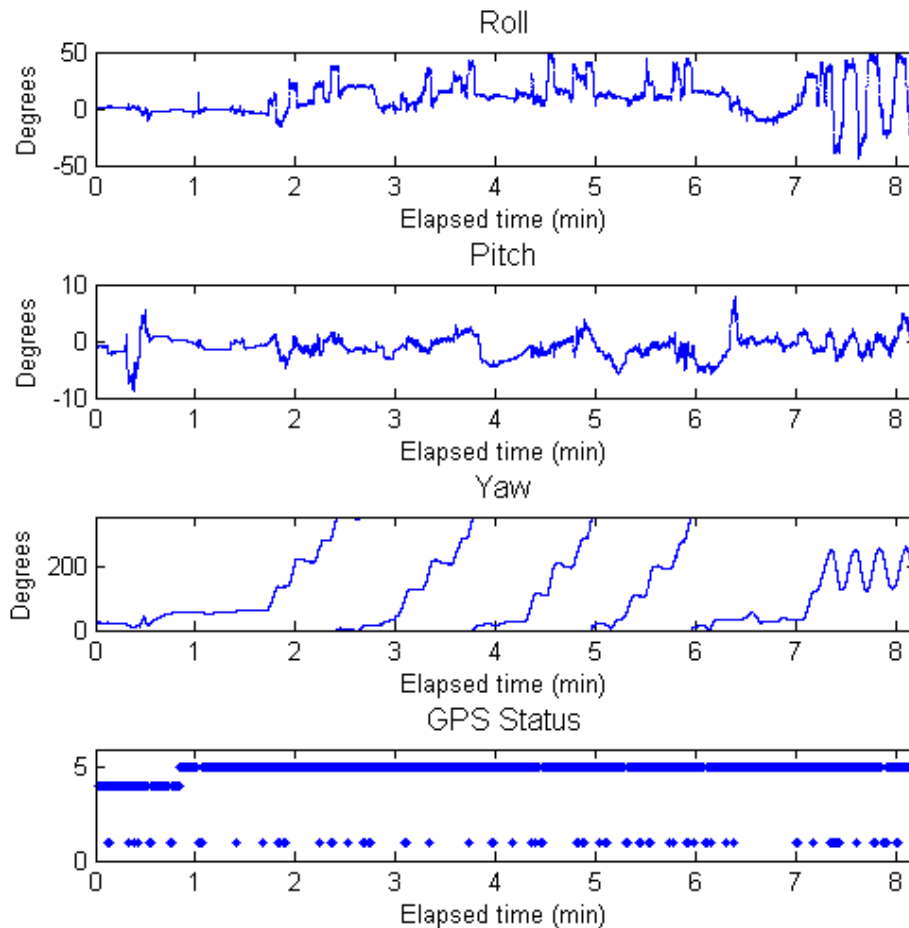 Roll
Degrees
50
0
-50
0 1 2 3 4 5 6 7 8
Elapsed time (min)
Pitch
Degrees
10
0
-10
0 1 2 3 4 5 6 7 8
Elapsed time (min)
Yaw
Degrees
200
0
0 1 2 3 4 5 6 7 8
Elapsed time (min)
GPS Status
5
0
0 1 2 3 4 5 6 7 8
Elapsed time (min)